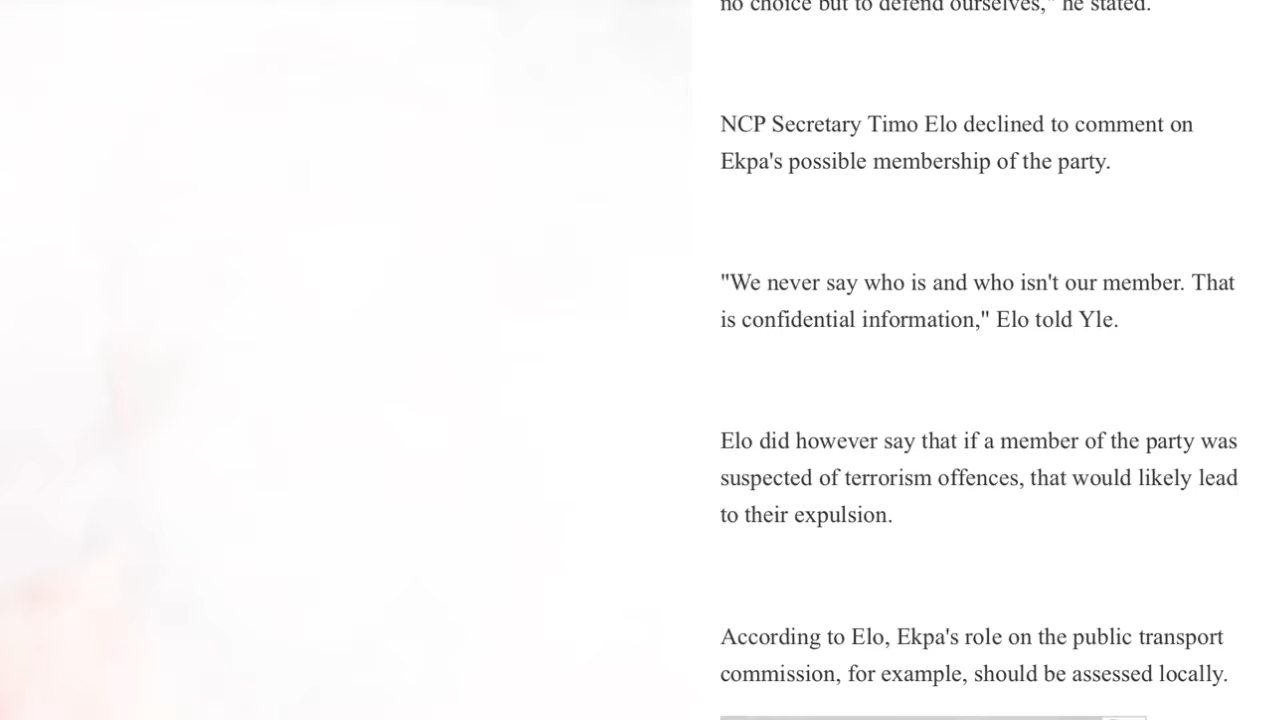 no choice but to defend ourselves," he stated.
NCP Secretary Timo Elo declined to comment on
Ekpa's possible membership of the party.
"We never say who is and who isn't our member. That
is confidential information," Elo told Yle.
Elo did however say that if a member of the party was
suspected of terrorism offences, that would likely lead
to their expulsion.
According to Elo, Ekpa's role on the public transport
commission, for example, should be assessed locally.